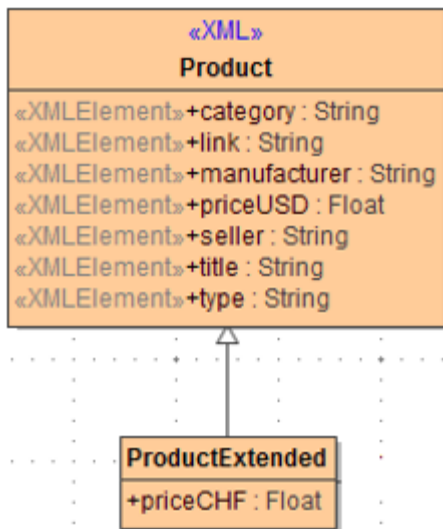 «XML»
Product
«XMLElement»+category : String
«XMLElement»+link : String
«XMLElement»+manufacturer : String
«XMLElement»+priceUSD : Float
«XMLElement»+seller : String
«XMLElement»+title : String
«XMLElement»+type : String
ProductExtended
+priceCHF : Float